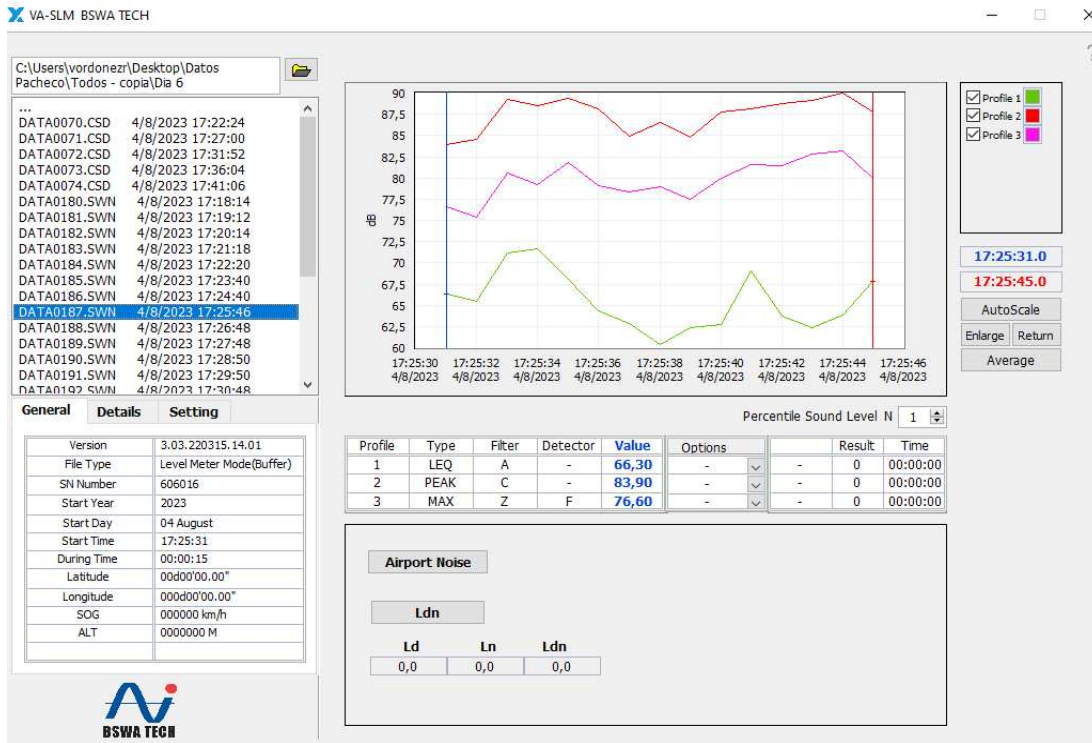 VA-SLM BSWA TECH
?
C:\Users\vordonezr\Desktop\Datos
Pacheco\Todos - copia\Dia 6
...
DATA0070.CSD 4/8/2023 17:22:24
DATA0071.CSD 4/8/2023 17:27:00
DATA0072.CSD 4/8/2023 17:31:52
DATA0073.CSD 4/8/2023 17:36:04
DATA0074.CSD 4/8/2023 17:41:06
DATA0180.SWN 4/8/2023 17:18:14
DATA0181.SWN 4/8/2023 17:19:12
DATA0182.SWN 4/8/2023 17:20:14
DATA0183.SWN 4/8/2023 17:21:18
DATA0184.SWN 4/8/2023 17:22:20
DATA0185.SWN 4/8/2023 17:23:40
DATA0186.SWN 4/8/2023 17:24:40
DATA0187.SWN 4/8/2023 17:25:46
DATA0188.SWN 4/8/2023 17:26:48
DATA0189.SWN 4/8/2023 17:27:48
DATA0190.SWN 4/8/2023 17:28:50
DATA0191.SWN 4/8/2023 17:29:50
DATA0192.SWN 4/8/2023 17:30:48
General Details Setting
Version 3.03.220315.14.01
File Type Level Meter Mode(Buffer)
SN Number 606016
Start Year 2023
Start Day 04 August
Start Time 17:25:31
During Time 00:00:15
Latitude 00d00'00.00"
Longitude 000d00'00.00"
SOG 000000 km/h
ALT 0000000 M
BSWA TECH
dB
90
87,5
85
82,5
80
77,5
75
72,5
70
67,5
65
62,5
60
17:25:30 17:25:32 17:25:34 17:25:36 17:25:38 17:25:40 17:25:42 17:25:44 17:25:46
4/8/2023 4/8/2023 4/8/2023 4/8/2023 4/8/2023 4/8/2023 4/8/2023 4/8/2023 4/8/2023
Profile 1
Profile 2
Profile 3
17:25:31.0
17:25:45.0
AutoScale
Enlarge Return
Average
Percentile Sound Level N 1
Profile Type Filter Detector Value Options Result Time
1 LEQ A - 66,30 - - 0 00:00:00
2 PEAK C - 83,90 - - 0 00:00:00
3 MAX Z F 76,60 - - 0 00:00:00
Airport Noise
Ldn
Ld Ln Ldn
0,0 0,0 0,0